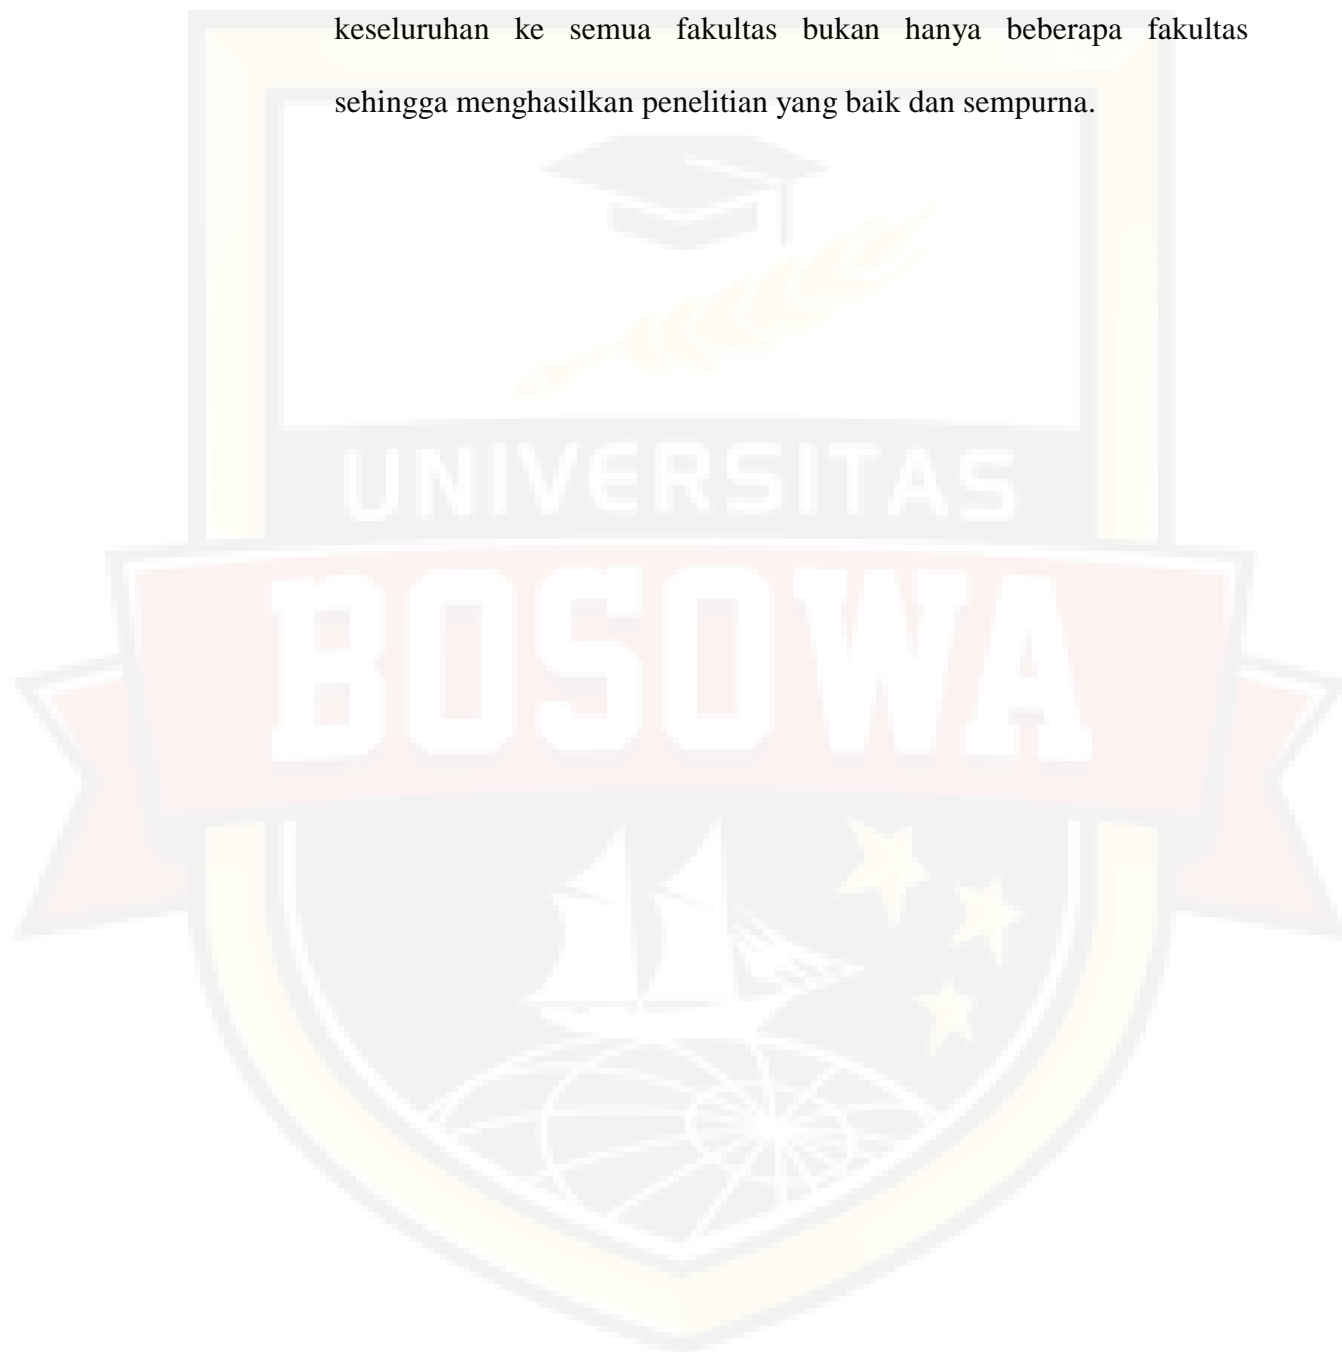 keseluruhan ke semua fakultas bukan hanya beberapa fakultas
sehingga menghasilkan penelitian yang baik dan sempurna.
UNIVERSITAS
BOSOWA